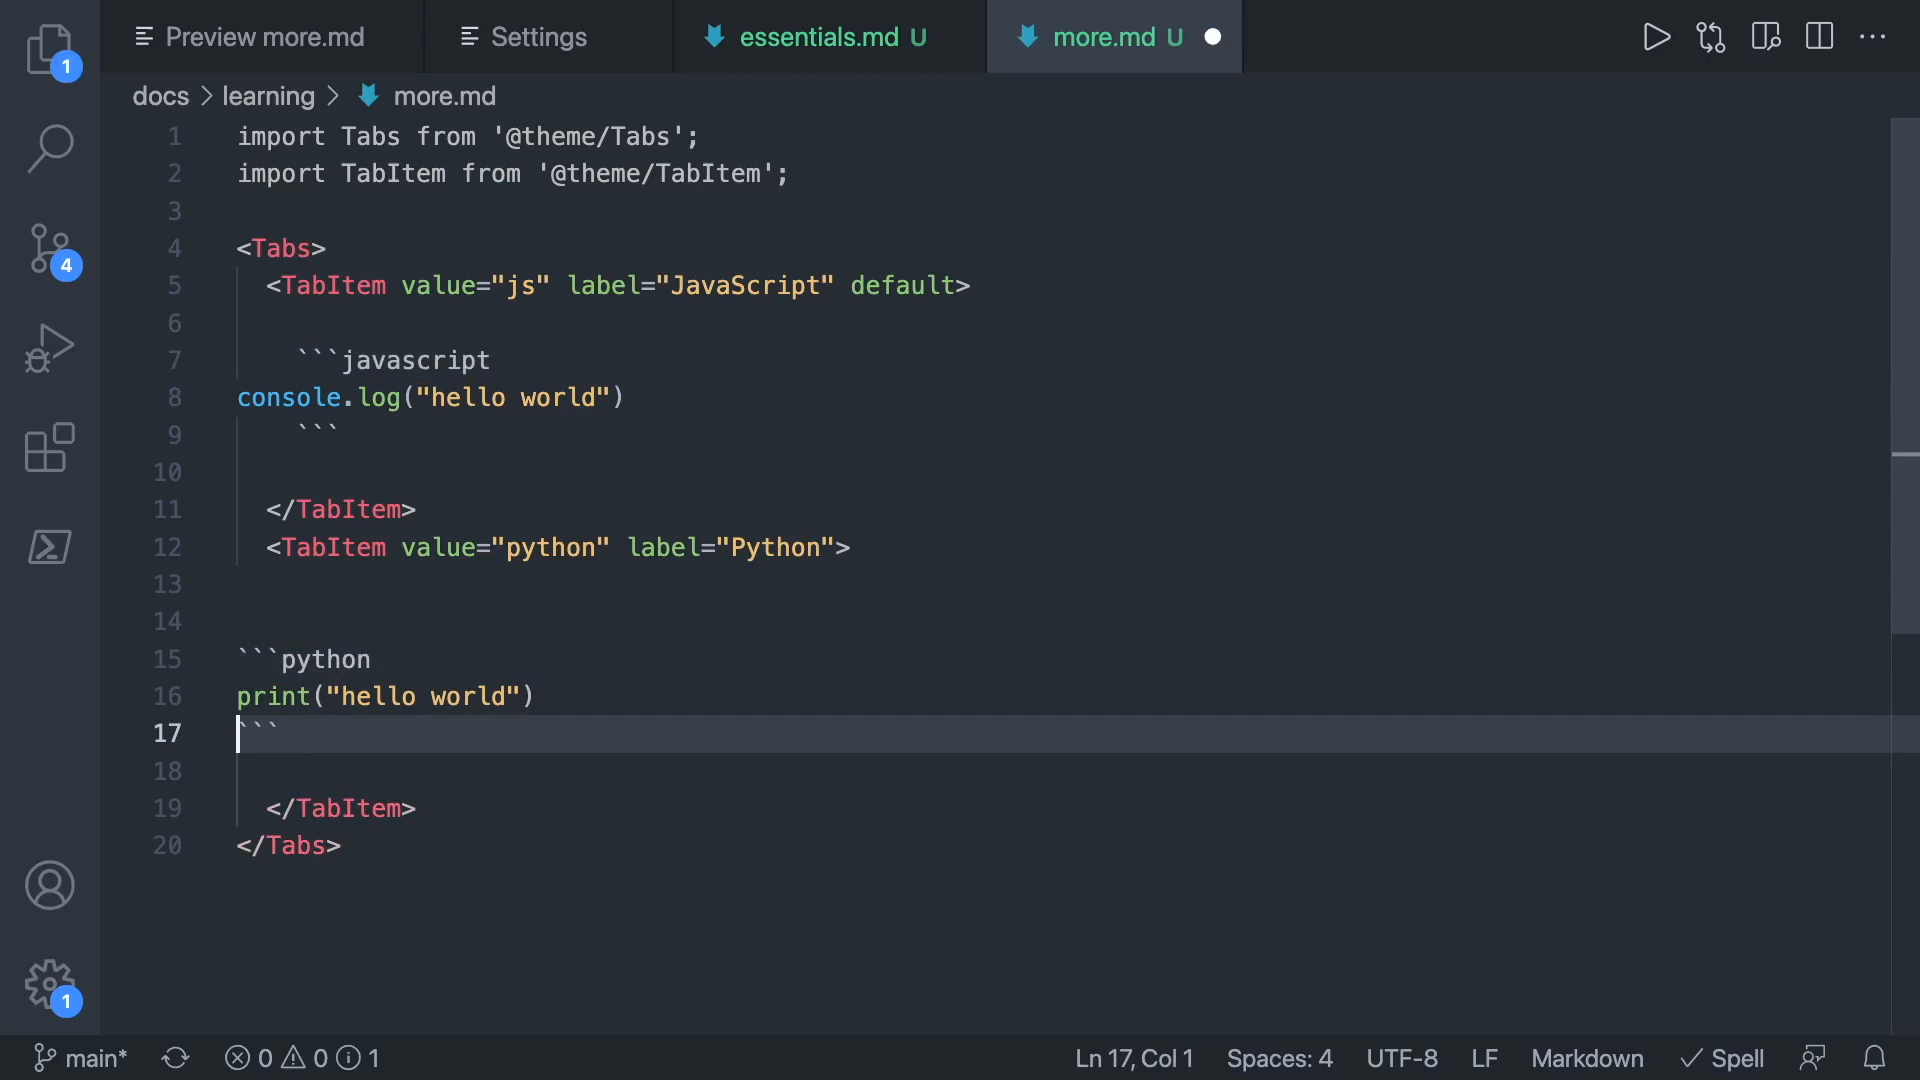 Preview more.md
Settings
essentials.md U
more.md U
docs > learning > more.md
1
1 import Tabs from '@theme/Tabs';
2 import TabItem from '@theme/TabItem';
3
4 <Tabs>
5   <TabItem value="js" label="JavaScript" default>
6
7     ```javascript
8 console.log("hello world")
9     ```
10
11   </TabItem>
12   <TabItem value="python" label="Python">
13
14
15 ```python
16 print("hello world")
17 ```
18
19   </TabItem>
20 </Tabs>
4
1
main* 0 0 1 Ln 17, Col 1 Spaces: 4 UTF-8 LF Markdown Spell